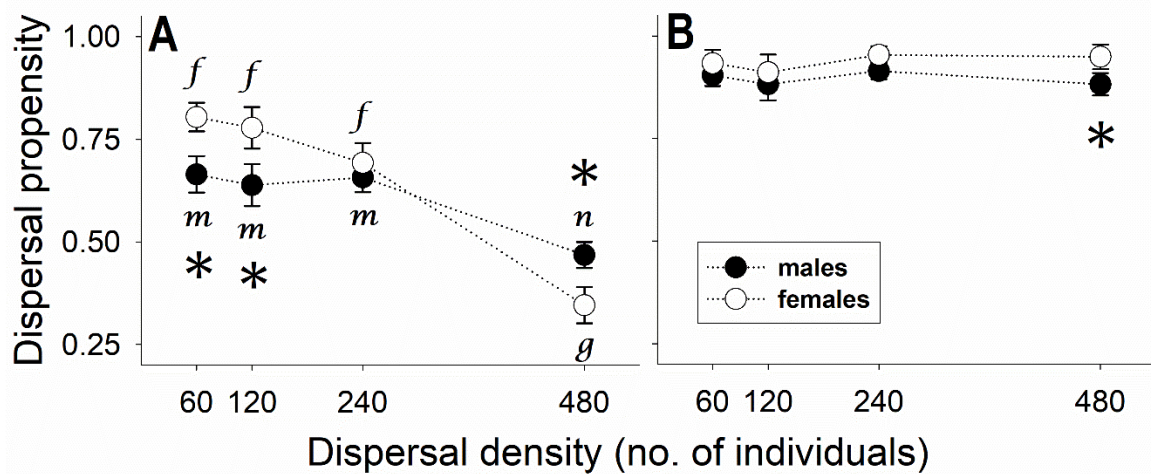 Dispersal propensity
A
B
1.00
0.75
0.50
0.25
f
f
f
m
m
m
n
g
*
*
*
*
males
females
60 120 240 480
60 120 240 480
Dispersal density (no. of individuals)